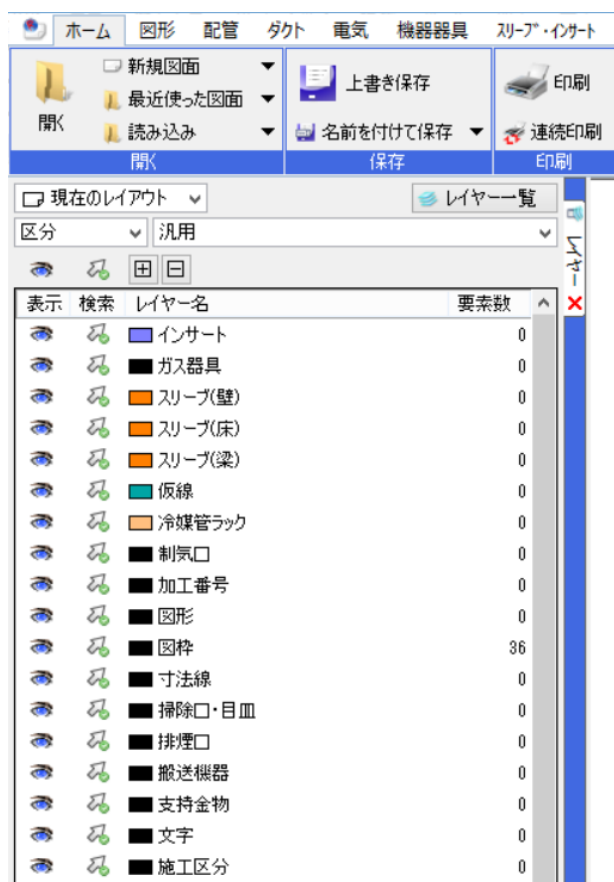 ホーム 図形 配管 ダクト 電気 機器器具 スリーブ・インサート
新規図面
最近使った図面
読み込み
開く
上書き保存
名前を付けて保存
印刷
連続印刷
開く 保存 印刷
現在のレイアウト レイヤー一覧
区分 汎用
レイヤー
表示 検索 レイヤー名 要素数
インサート 0
ガス器具 0
スリーブ(壁) 0
スリーブ(床) 0
スリーブ(梁) 0
仮線 0
冷媒管ラック 0
制気口 0
加工番号 0
図形 0
図枠 36
寸法線 0
掃除口・目皿 0
排煙口 0
搬送機器 0
支持金物 0
文字 0
施工区分 0